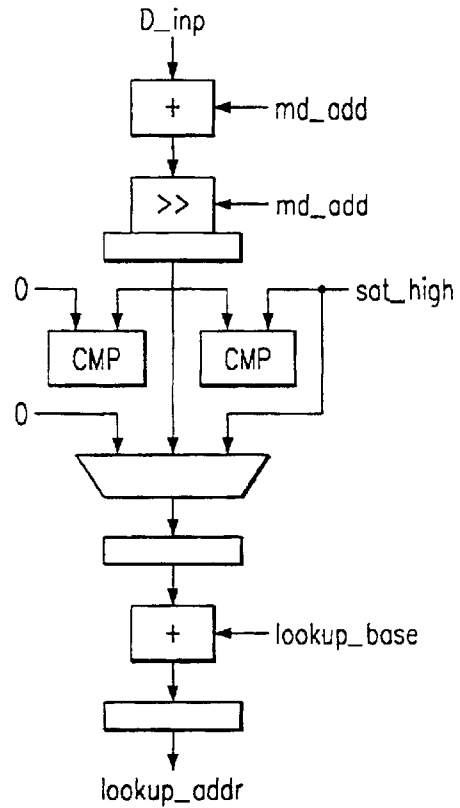 D_inp
+
md_add
>>
md_add
0
sat_high
CMP
CMP
0
+
lookup_base
lookup_addr